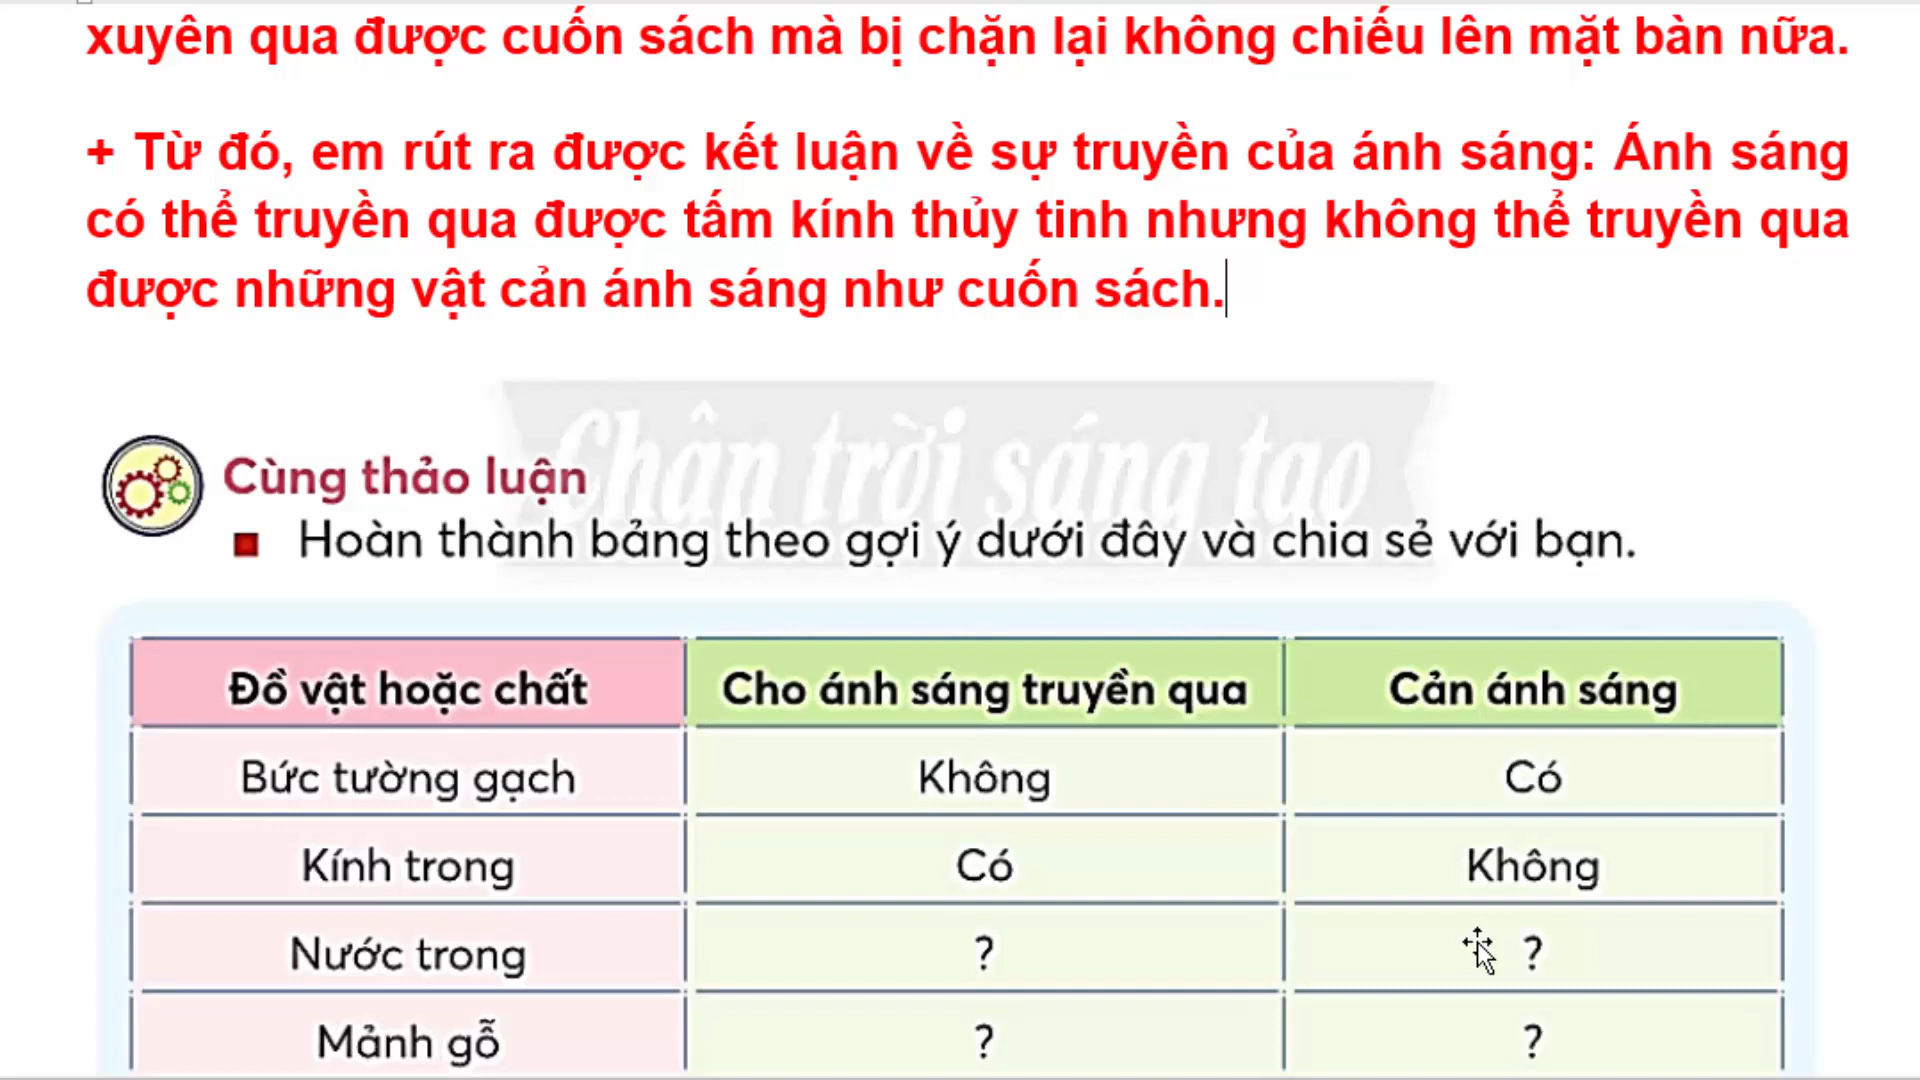 xuyên qua được cuốn sách mà bị chặn lại không chiếu lên mặt bàn nữa.
+ Từ đó, em rút ra được kết luận về sự truyền của ánh sáng: Ánh sáng
có thể truyền qua được tấm kính thủy tinh nhưng không thể truyền qua
được những vật cản ánh sáng như cuốn sách.
Chân trời sáng tạo
Cùng thảo luận
Hoàn thành bảng theo gợi ý dưới đây và chia sẻ với bạn.
Đồ vật hoặc chất Cho ánh sáng truyền qua Cản ánh sáng
Bức tường gạch Không Có
Kính trong Có Không
Nước trong ? ?
Mảnh gỗ ? ?